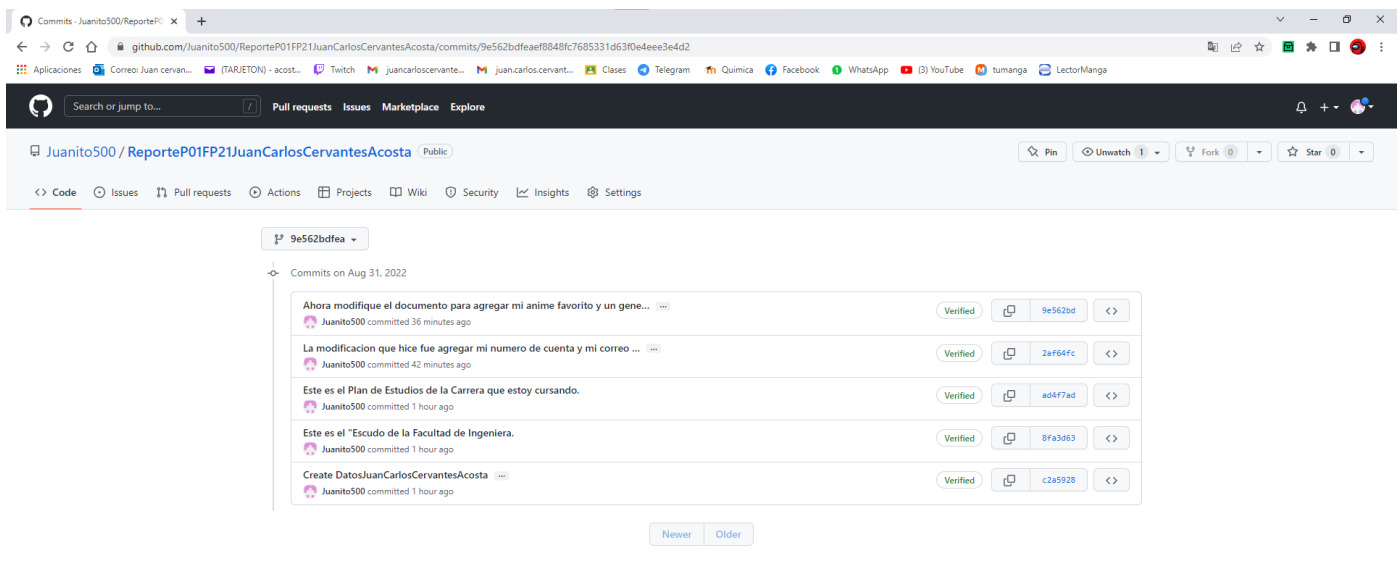 Commits · Juanito500/ReporteP0
github.com/Juanito500/ReporteP01FP21JuanCarlosCervantesAcosta/commits/9e562bdfeaef8848fc7685331d63f0e4eee3e4d2
Aplicaciones Correo: Juan cervan... (TARJETON) - acost... Twitch juancarloscervante... juan.carlos.cervant... Clases Telegram Quimica Facebook WhatsApp (3) YouTube tumanga LectorManga
Search or jump to... / Pull requests Issues Marketplace Explore
Juanito500 / ReporteP01FP21JuanCarlosCervantesAcosta Public Pin Unwatch 1 Fork 0 Star 0
<> Code Issues Pull requests Actions Projects Wiki Security Insights Settings
9e562bdfea
Commits on Aug 31, 2022
Ahora modifique el documento para agregar mi anime favorito y un gene... ...
Juanito500 committed 36 minutes ago
Verified 9e562bd <>
La modificacion que hice fue agregar mi numero de cuenta y mi correo ... ...
Juanito500 committed 42 minutes ago
Verified 2af64fc <>
Este es el Plan de Estudios de la Carrera que estoy cursando.
Juanito500 committed 1 hour ago
Verified ad4f7ad <>
Este es el "Escudo de la Facultad de Ingeniera.
Juanito500 committed 1 hour ago
Verified 8fa3d63 <>
Create DatosJuanCarlosCervantesAcosta ...
Juanito500 committed 1 hour ago
Verified c2a5928 <>
Newer Older